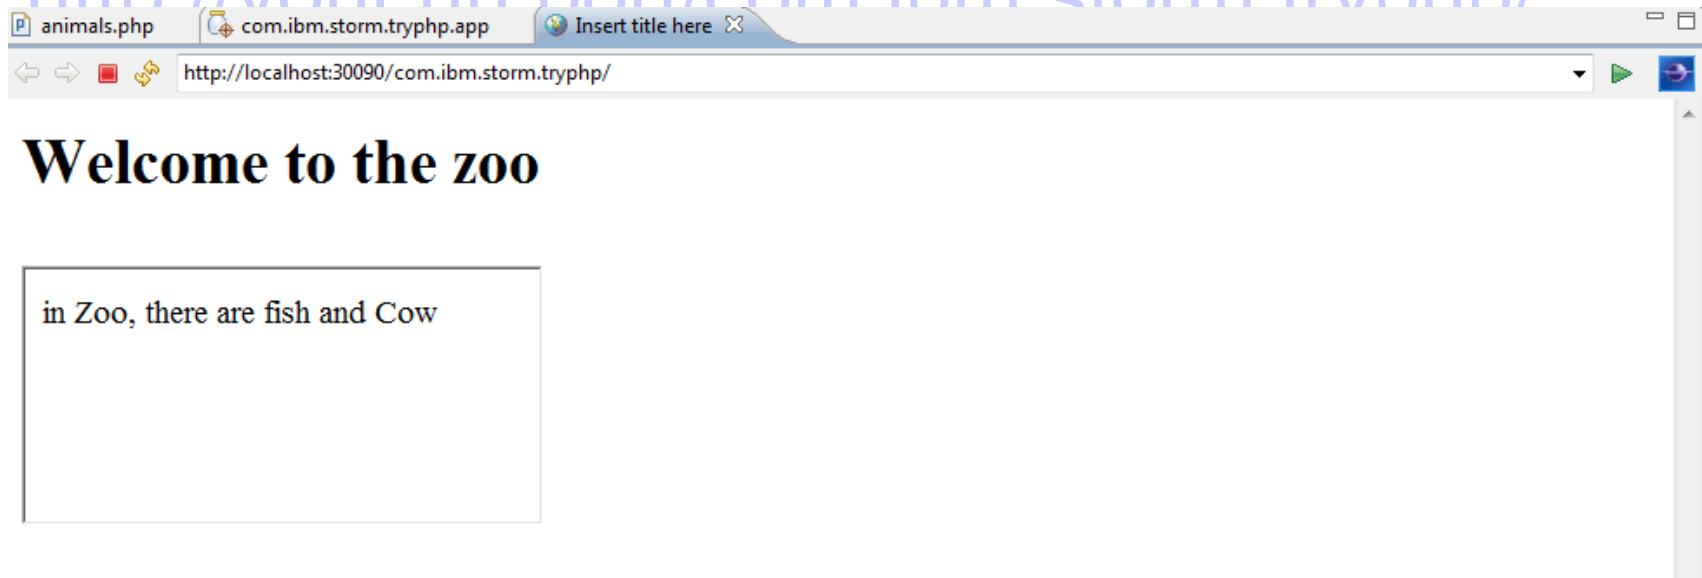 animals.php com.ibm.storm.tryphp.app Insert title here
http://localhost:30090/com.ibm.storm.tryphp/
Welcome to the zoo
in Zoo, there are fish and Cow